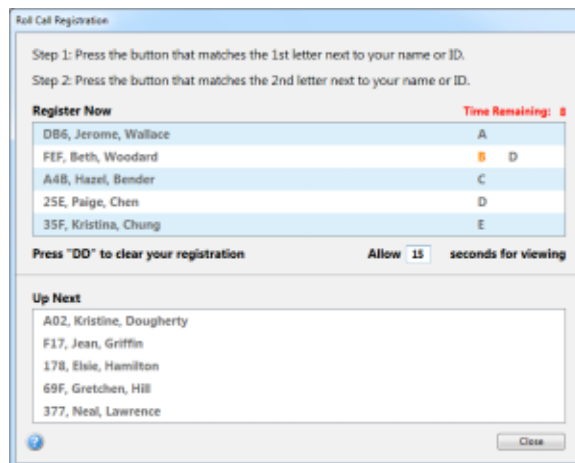 Roll Call Registration
Step 1: Press the button that matches the 1st letter next to your name or ID.
Step 2: Press the button that matches the 2nd letter next to your name or ID.
Register Now Time Remaining: 8
DB6, Jerome, Wallace A
FEF, Beth, Woodard B D
A4B, Hazel, Bender C
25E, Paige, Chen D
35F, Kristina, Chung E
Press "DD" to clear your registration Allow 15 seconds for viewing
Up Next
A02, Kristine, Dougherty
F17, Jean, Griffin
178, Elsie, Hamilton
69F, Gretchen, Hill
377, Neal, Lawrence
? Close